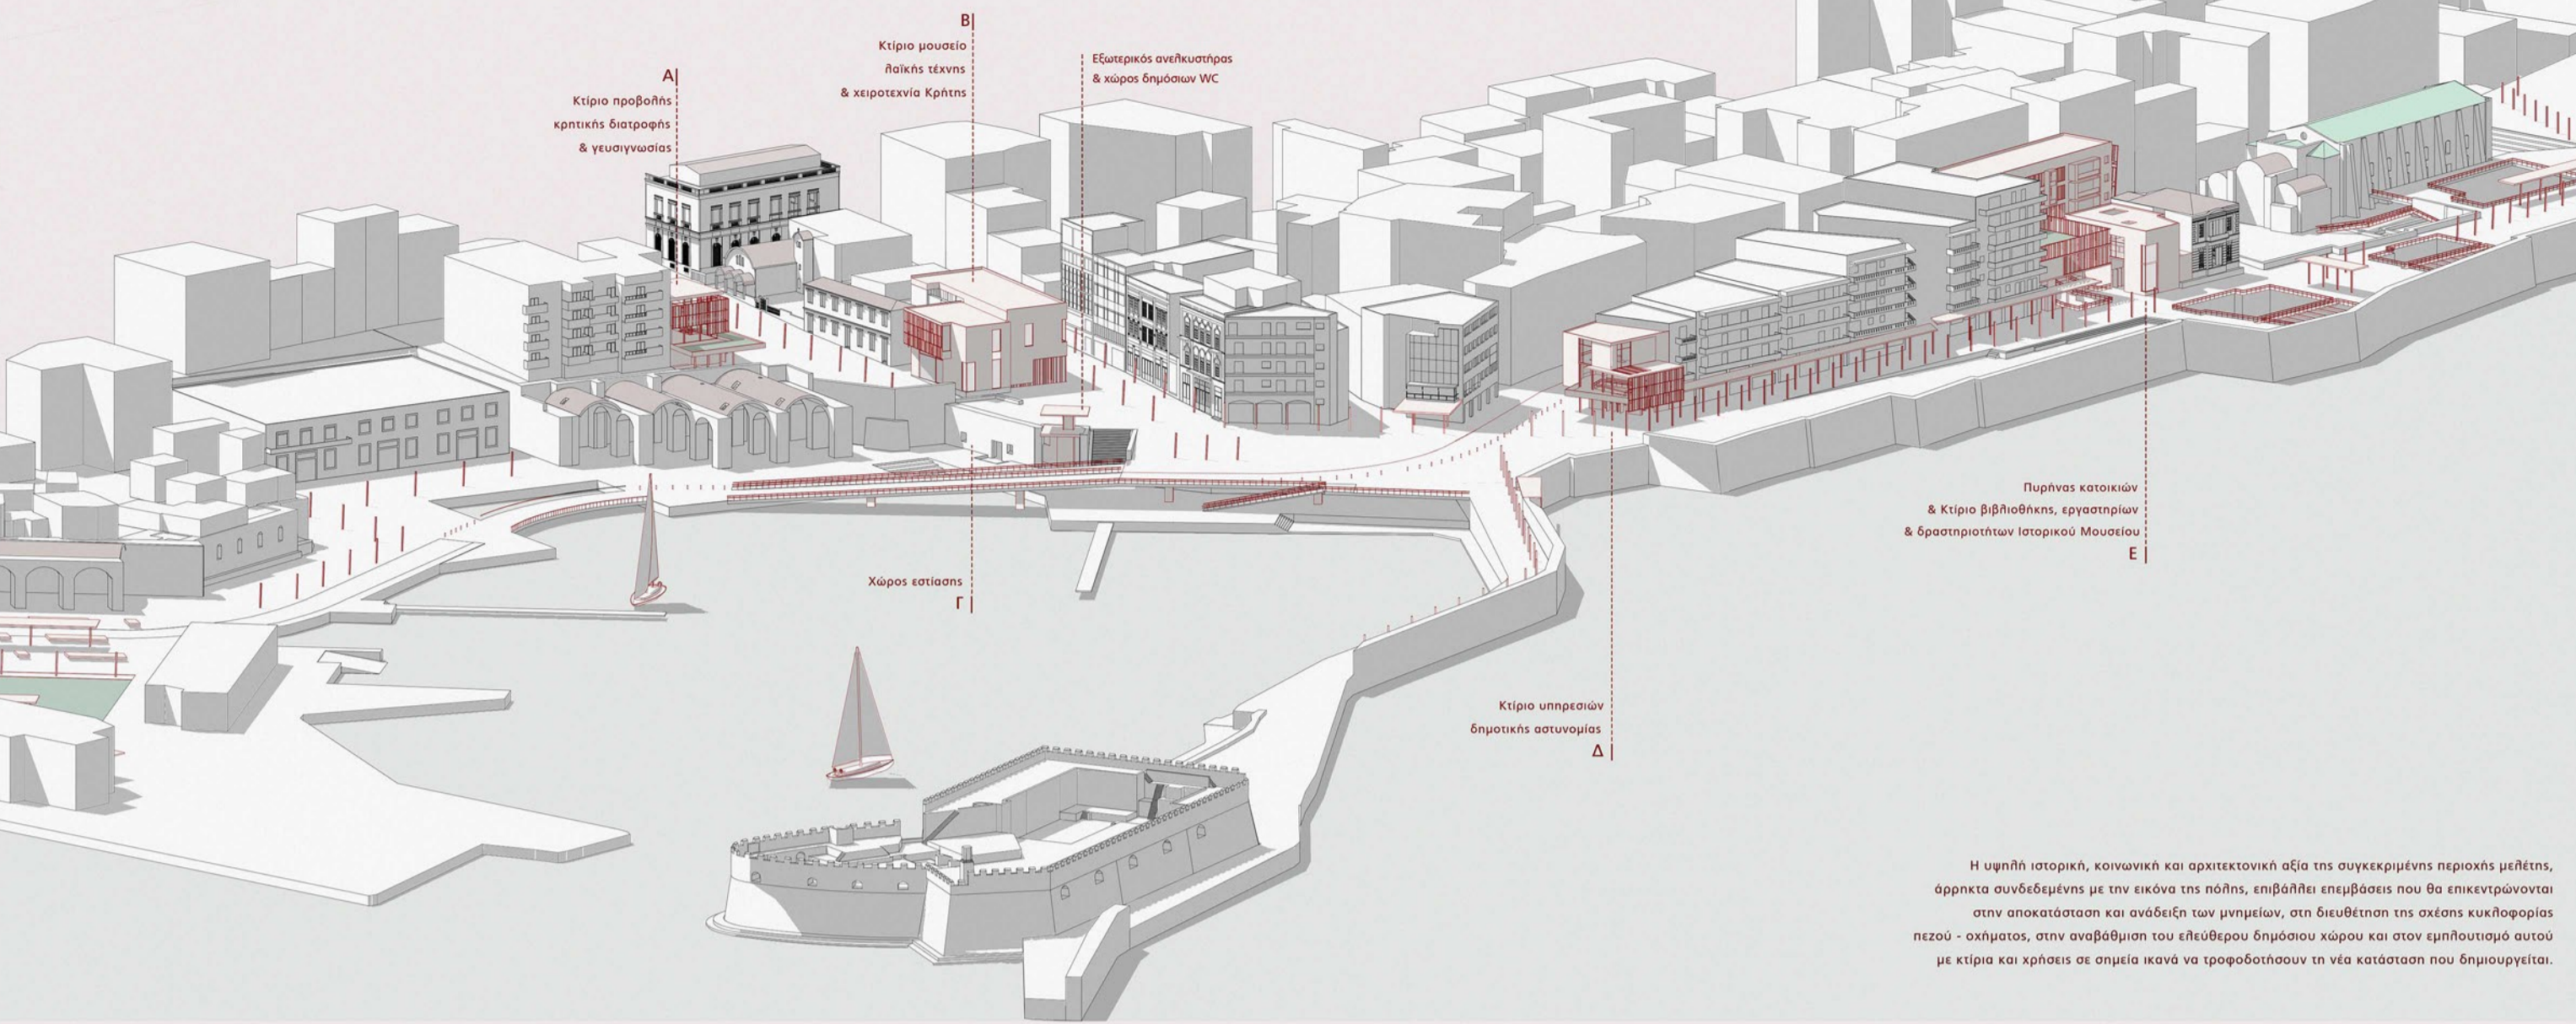 Α
Κτίριο προβολής
κρητικής διατροφής
& γευσιγνωσίας
Β
Κτίριο μουσείο
λαϊκής τέχνης
& χειροτεχνία Κρήτης
Εξωτερικός ανελκυστήρας
& χώρος δημόσιων WC
Χώρος εστίασης
Γ
Κτίριο υπηρεσιών
δημοτικής αστυνομίας
Δ
Πυρήνας κατοικιών
& Κτίριο βιβλιοθήκης, εργαστηρίων
& δραστηριοτήτων Ιστορικού Μουσείου
Ε
Η υψηλή ιστορική, κοινωνική και αρχιτεκτονική αξία της συγκεκριμένης περιοχής μελέτης,
άρρηκτα συνδεδεμένης με την εικόνα της πόλης, επιβάλλει επεμβάσεις που θα επικεντρώνονται
στην αποκατάσταση και ανάδειξη των μνημείων, στη διευθέτηση της σχέσης κυκλοφορίας
πεζού - οχήματος, στην αναβάθμιση του ελεύθερου δημόσιου χώρου και στον εμπλουτισμό αυτού
με κτίρια και χρήσεις σε σημεία ικανά να τροφοδοτήσουν τη νέα κατάσταση που δημιουργείται.